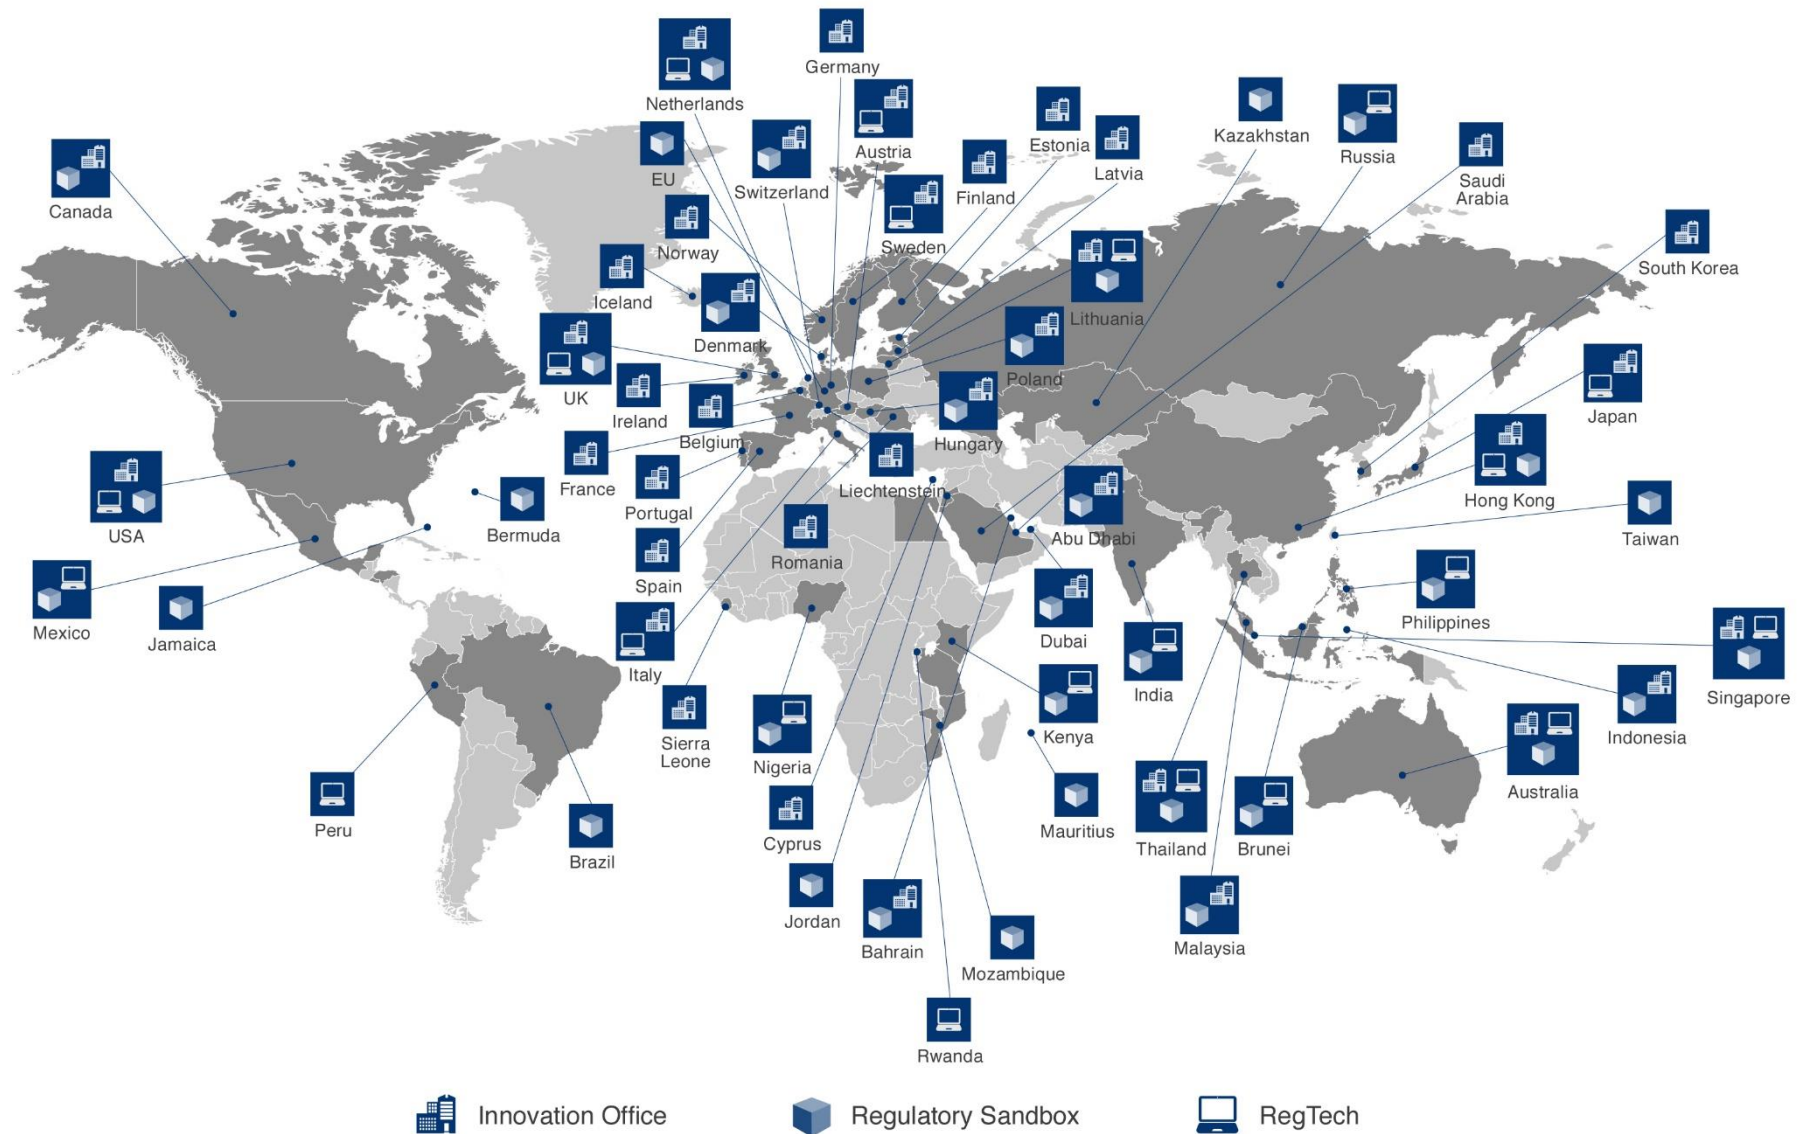 Germany
Netherlands
EU
Switzerland
Austria
Estonia
Latvia
Finland
Kazakhstan
Russia
Saudi
Arabia
Canada
Norway
Sweden
South Korea
Iceland
Denmark
Lithuania
UK
Ireland
Belgium
Poland
Hungary
Japan
France
Liechtenstein
Hong Kong
USA
Bermuda
Portugal
Abu Dhabi
Taiwan
Spain
Romania
Mexico
Jamaica
Italy
Dubai
India
Philippines
Singapore
Sierra
Leone
Nigeria
Kenya
Indonesia
Peru
Brazil
Cyprus
Mauritius
Thailand
Brunei
Australia
Jordan
Bahrain
Mozambique
Malaysia
Rwanda
Innovation Office
Regulatory Sandbox
RegTech